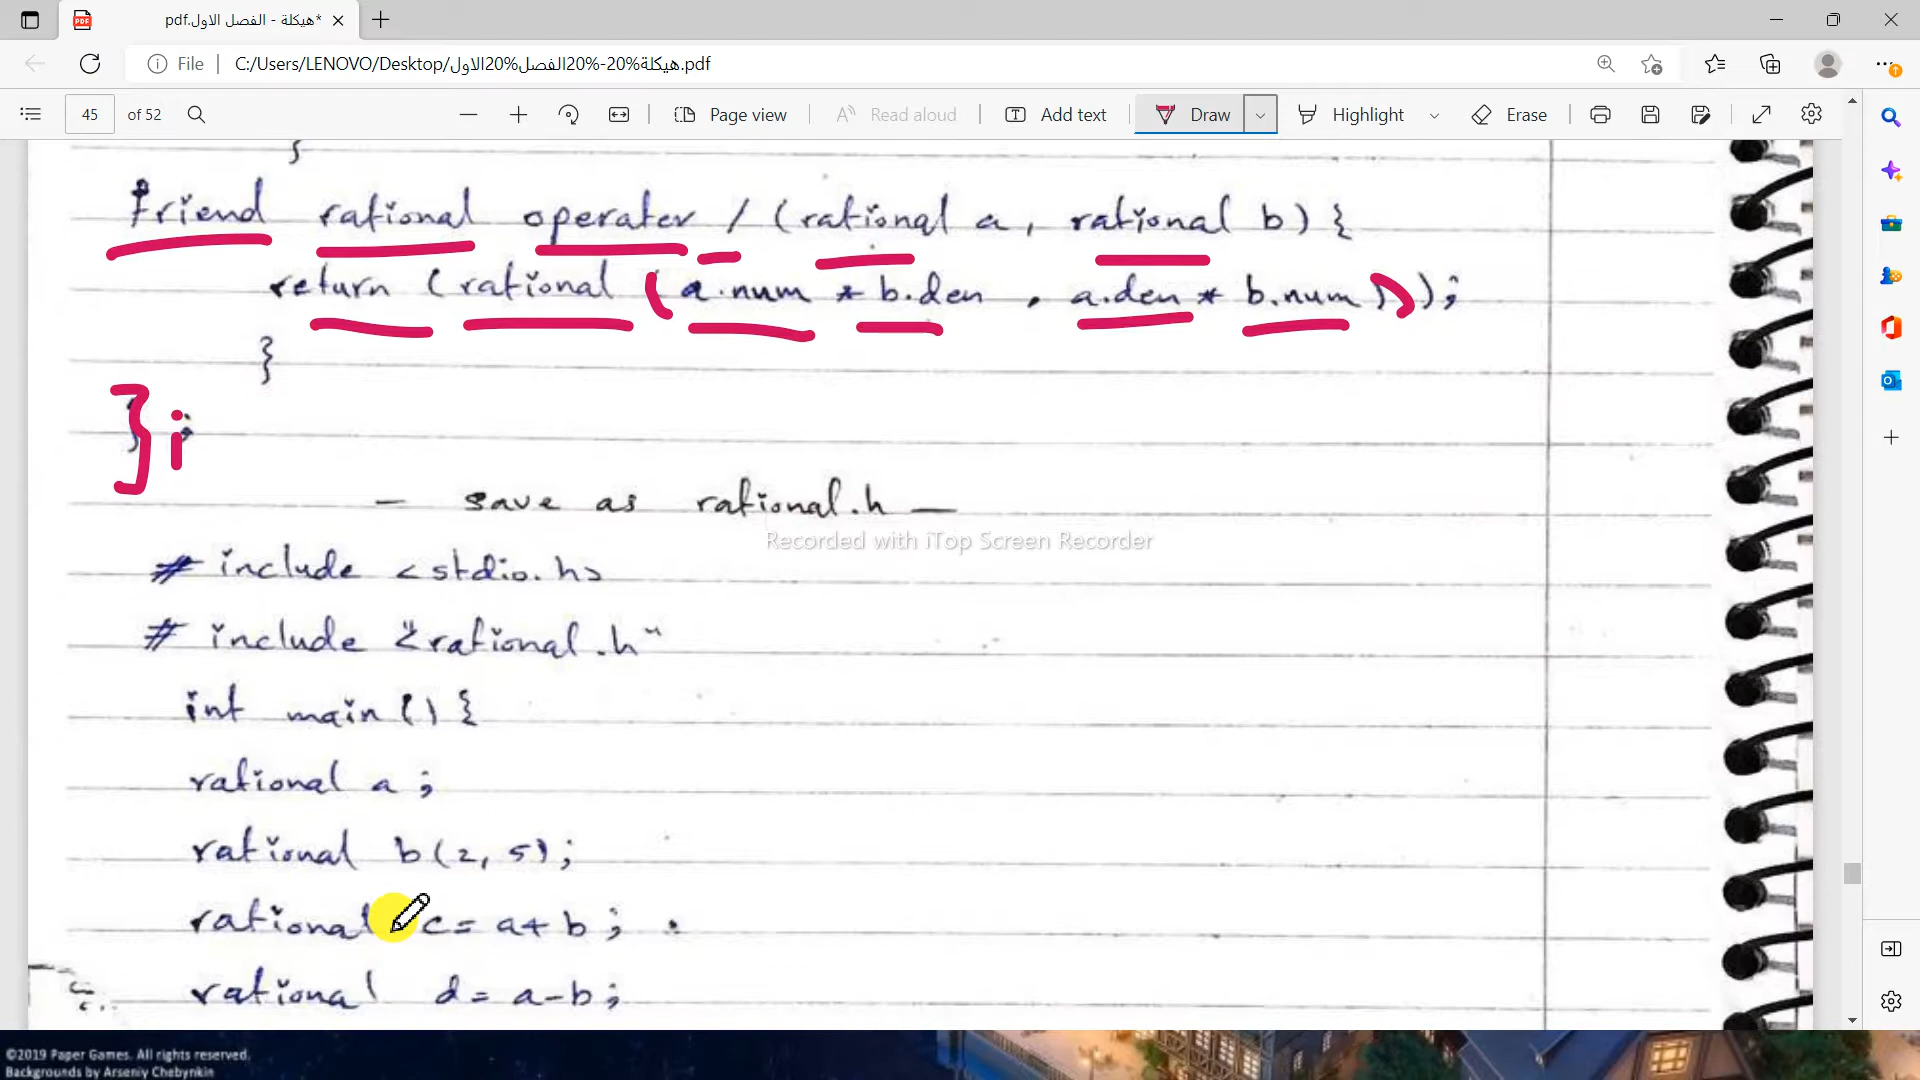 هيكلة - الفصل الاول.pdf*
File
C:/Users/LENOVO/Desktop/هيكلة%20-%20الفصل%20الاول.pdf
45 of 52
Page view
Read aloud
Add text
Draw
Highlight
Erase
}
friend rational operator / (rational a, rational b) {
return (rational (a.num * b.den , a.den * b.num));
}
};
— save as rational.h —
Recorded with iTop Screen Recorder
# include <stdio.h>
# include "rational.h"
int main() {
rational a ;
rational b(2, 5);
rational c= a+ b ;
rational d= a-b;
©2019 Paper Games. All rights reserved.
Backgrounds by Arseniy Chebynkin